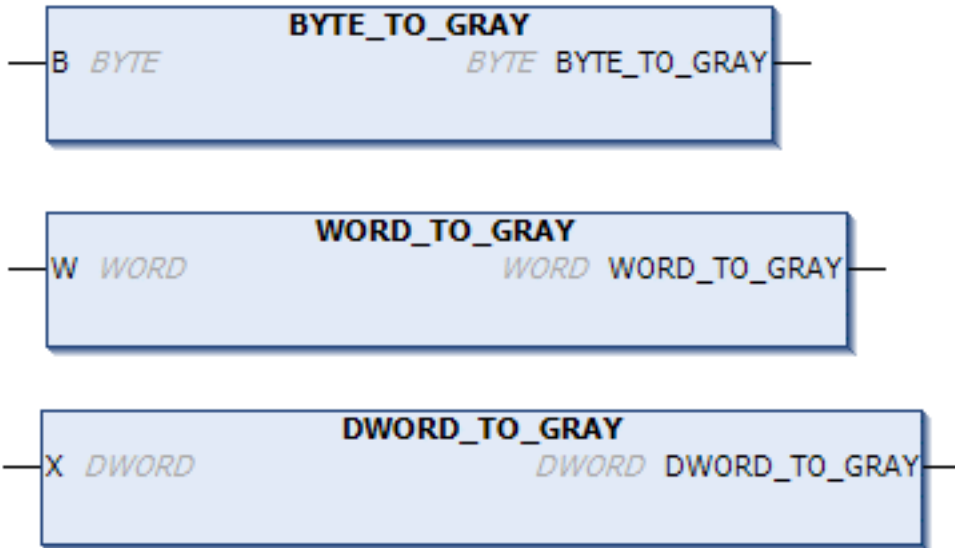 BYTE_TO_GRAY
B BYTE BYTE BYTE_TO_GRAY
WORD_TO_GRAY
W WORD WORD WORD_TO_GRAY
DWORD_TO_GRAY
X DWORD DWORD DWORD_TO_GRAY